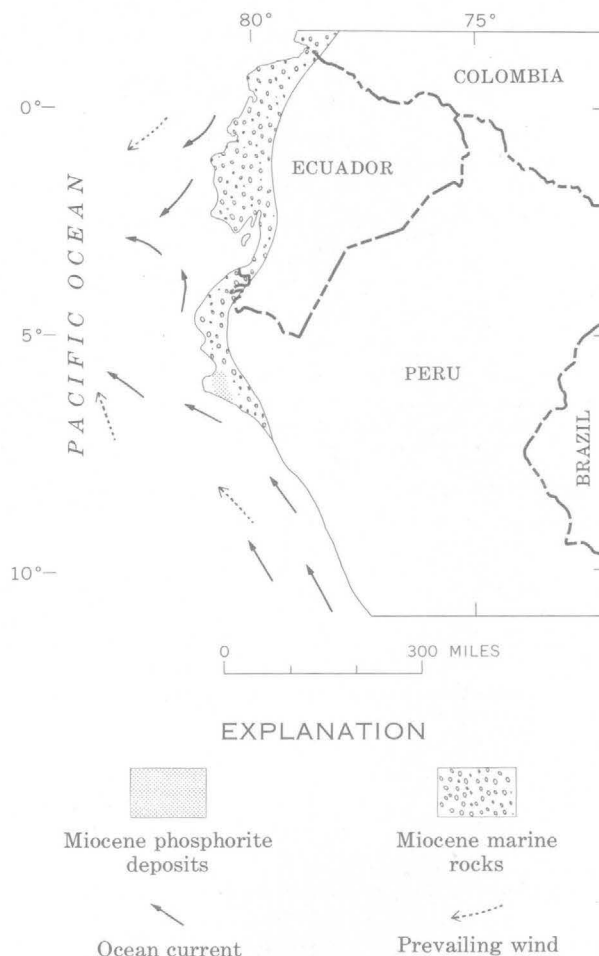 80° 75°
COLOMBIA
0°
ECUADOR
PACIFIC OCEAN
5°
PERU
BRAZIL
10°
0 300 MILES
EXPLANATION
Miocene phosphorite
deposits
Miocene marine
rocks
Ocean current
Prevailing wind